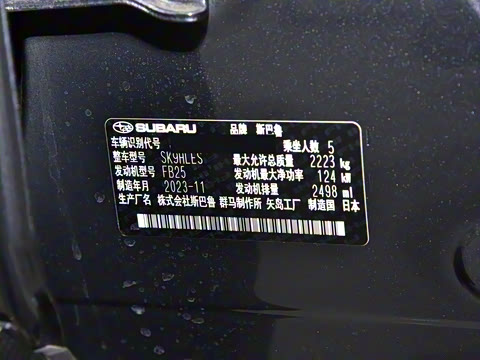 SUBARU 品牌 斯巴鲁
车辆识别代号 乘坐人数 5
整车型号 SK9HLES 最大允许总质量 2223 kg
发动机型号 FB25 发动机最大净功率 124 kW
制造年月 2023-11 发动机排量 2498 ml
生产厂名 株式会社斯巴鲁 群马制作所 矢岛工厂 制造国 日本